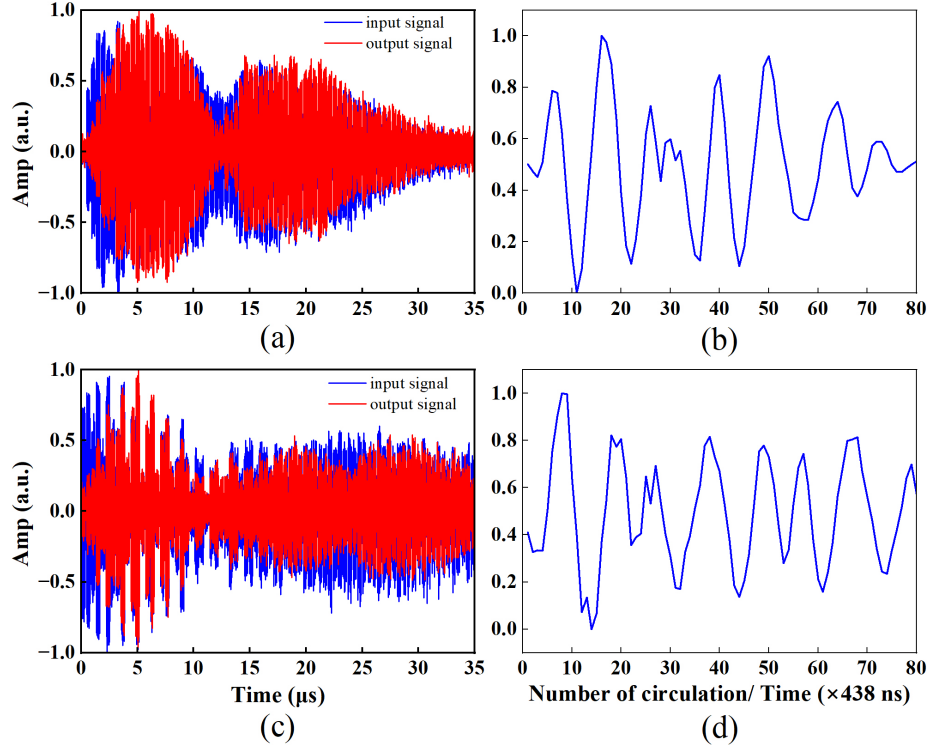 1.0
0.5
0.0
−0.5
−1.0
Amp (a.u.)
input signal
output signal
0 5 10 15 20 25 30 35
(a)
1.0
0.8
0.6
0.4
0.2
0.0
0 10 20 30 40 50 60 70 80
(b)
1.0
0.5
0.0
−0.5
−1.0
Amp (a.u.)
input signal
output signal
0 5 10 15 20 25 30 35
Time (μs)
(c)
1.0
0.8
0.6
0.4
0.2
0.0
0 10 20 30 40 50 60 70 80
Number of circulation/ Time (×438 ns)
(d)